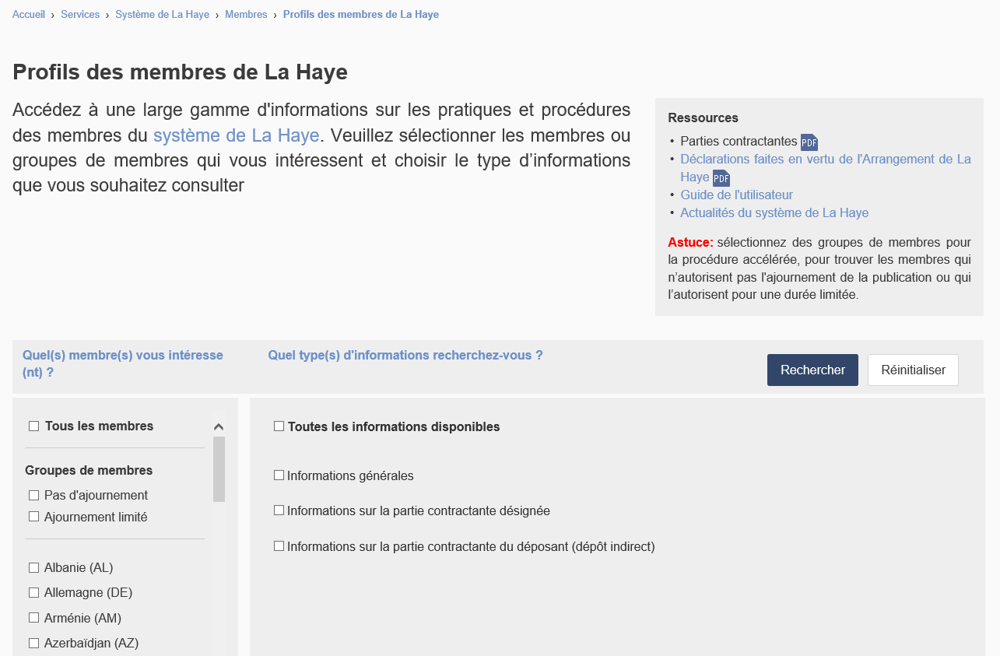 Accueil › Services › Système de La Haye › Membres › Profils des membres de La Haye
Profils des membres de La Haye
Accédez à une large gamme d'informations sur les pratiques et procédures
des membres du système de La Haye. Veuillez sélectionner les membres ou
groupes de membres qui vous intéressent et choisir le type d’informations
que vous souhaitez consulter
Ressources
• Parties contractantes PDF
• Déclarations faites en vertu de l'Arrangement de La
Haye PDF
• Guide de l'utilisateur
• Actualités du système de La Haye
Astuce: sélectionnez des groupes de membres pour
la procédure accélérée, pour trouver les membres qui
n’autorisent pas l'ajournement de la publication ou qui
l’autorisent pour une durée limitée.
Quel(s) membre(s) vous intéresse
(nt) ?
Quel type(s) d'informations recherchez-vous ?
Rechercher
Réinitialiser
Tous les membres
Groupes de membres
Pas d'ajournement
Ajournement limité
Albanie (AL)
Allemagne (DE)
Arménie (AM)
Azerbaïdjan (AZ)
Toutes les informations disponibles
Informations générales
Informations sur la partie contractante désignée
Informations sur la partie contractante du déposant (dépôt indirect)